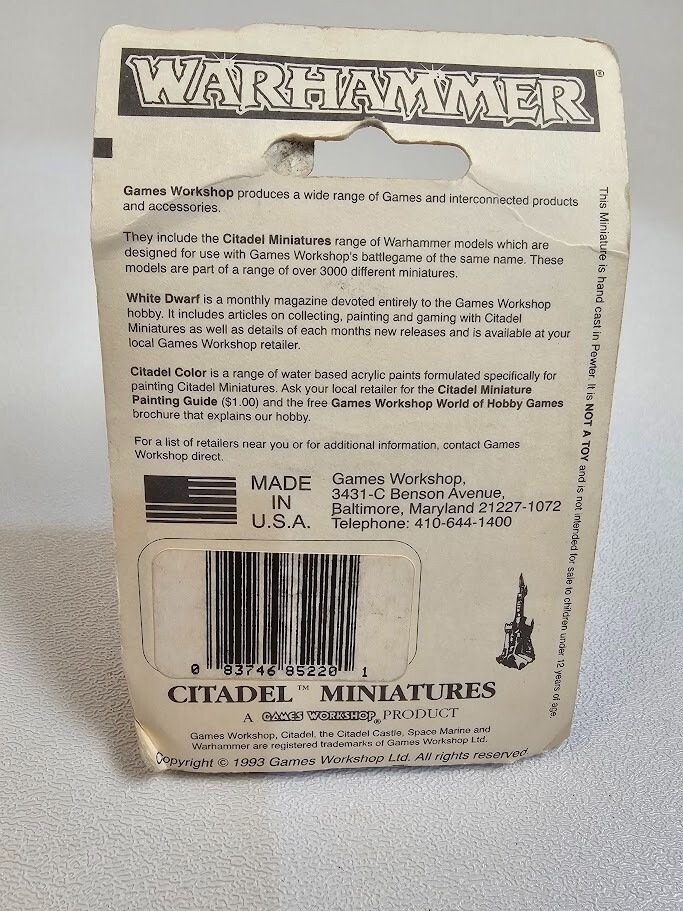 WARHAMMER®
Games Workshop produces a wide range of Games and interconnected products
and accessories.
They include the Citadel Miniatures range of Warhammer models which are
designed for use with Games Workshop's battlegame of the same name. These
models are part of a range of over 3000 different miniatures.
White Dwarf is a monthly magazine devoted entirely to the Games Workshop
hobby. It includes articles on collecting, painting and gaming with Citadel
Miniatures as well as details of each months new releases and is available at your
local Games Workshop retailer.
Citadel Color is a range of water based acrylic paints formulated specifically for
painting Citadel Miniatures. Ask your local retailer for the Citadel Miniature
Painting Guide ($1.00) and the free Games Workshop World of Hobby Games
brochure that explains our hobby.
For a list of retailers near you or for additional information, contact Games
Workshop direct.
MADE
IN
U.S.A.
Games Workshop,
3431-C Benson Avenue,
Baltimore, Maryland 21227-1072
Telephone: 410-644-1400
0 83746 85220 1
CITADEL™ MINIATURES
A GAMES WORKSHOP® PRODUCT
Games Workshop, Citadel, the Citadel Castle, Space Marine and
Warhammer are registered trademarks of Games Workshop Ltd.
Copyright © 1993 Games Workshop Ltd. All rights reserved
This Miniature is hand cast in Pewter. It is NOT A TOY and is not intended for sale to children under 12 years of age.